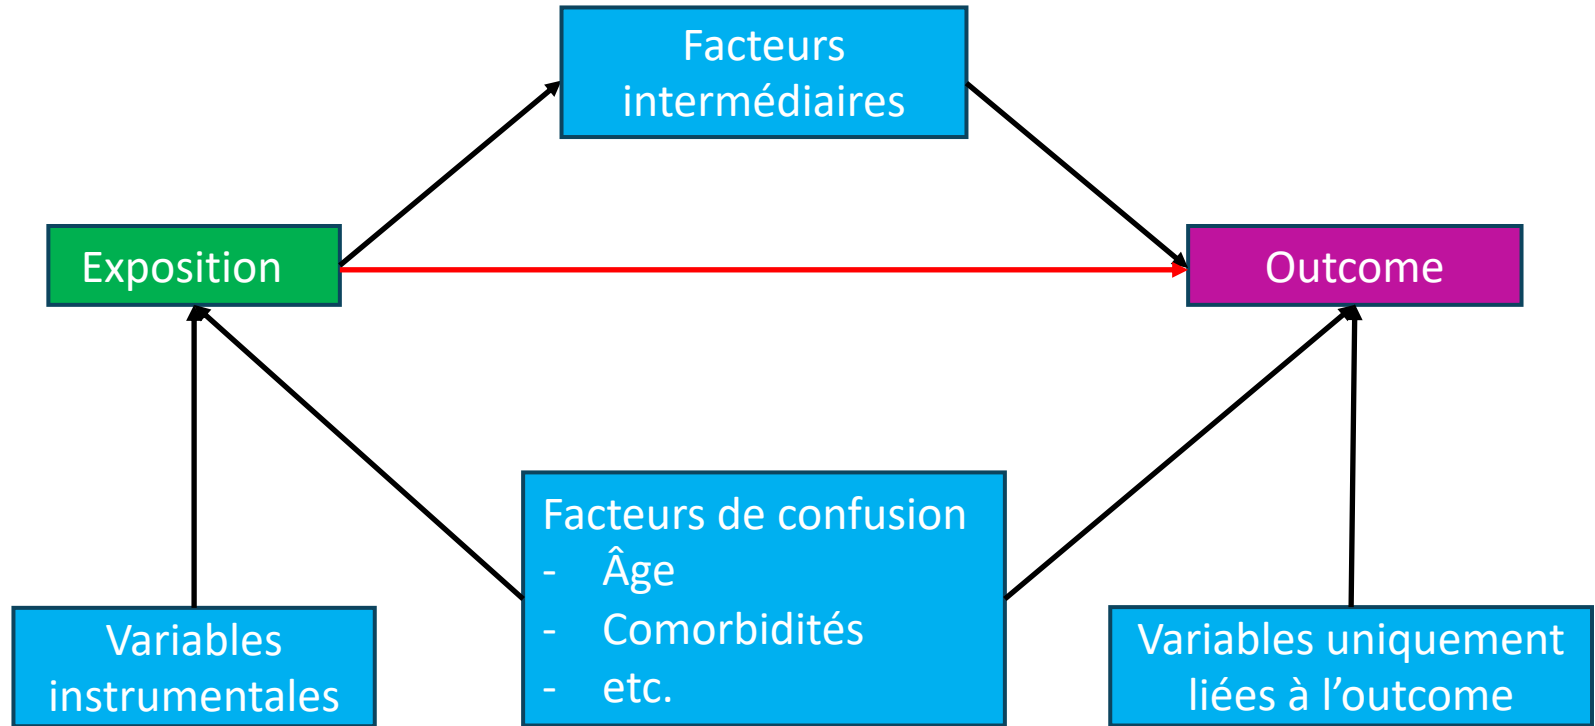 Facteurs
intermédiaires
Exposition
Outcome
Facteurs de confusion
- Âge
- Comorbidités
- etc.
Variables
instrumentales
Variables uniquement
liées à l’outcome